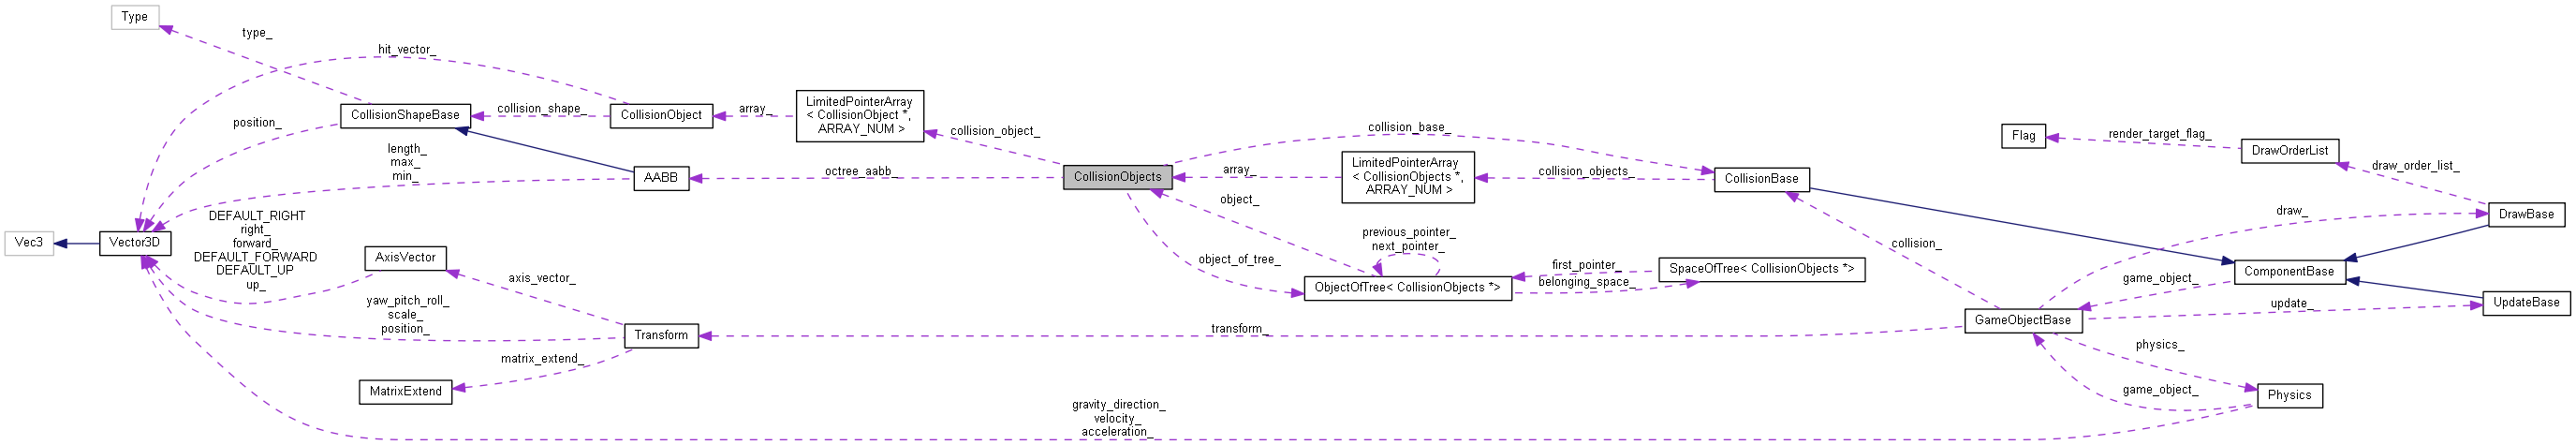 Type
type_
hit_vector_
CollisionShapeBase
collision_shape_
CollisionObject
array_
LimitedPointerArray
< CollisionObject *,
ARRAY_NUM >
collision_object_
position_
length_
max_
min_
AABB
octree_aabb_
CollisionObjects
collision_base_
array_
LimitedPointerArray
< CollisionObjects *,
ARRAY_NUM >
collision_objects_
CollisionBase
Flag
render_target_flag_
DrawOrderList
draw_order_list_
DrawBase
draw_
Vec3
Vector3D
DEFAULT_RIGHT
right_
forward_
DEFAULT_FORWARD
DEFAULT_UP
up_
AxisVector
axis_vector_
object_
object_of_tree_
previous_pointer_
next_pointer_
ObjectOfTree< CollisionObjects *>
first_pointer_
belonging_space_
SpaceOfTree< CollisionObjects *>
collision_
ComponentBase
game_object_
update_
UpdateBase
GameObjectBase
yaw_pitch_roll_
scale_
position_
Transform
transform_
matrix_extend_
MatrixExtend
physics_
game_object_
Physics
gravity_direction_
velocity_
acceleration_